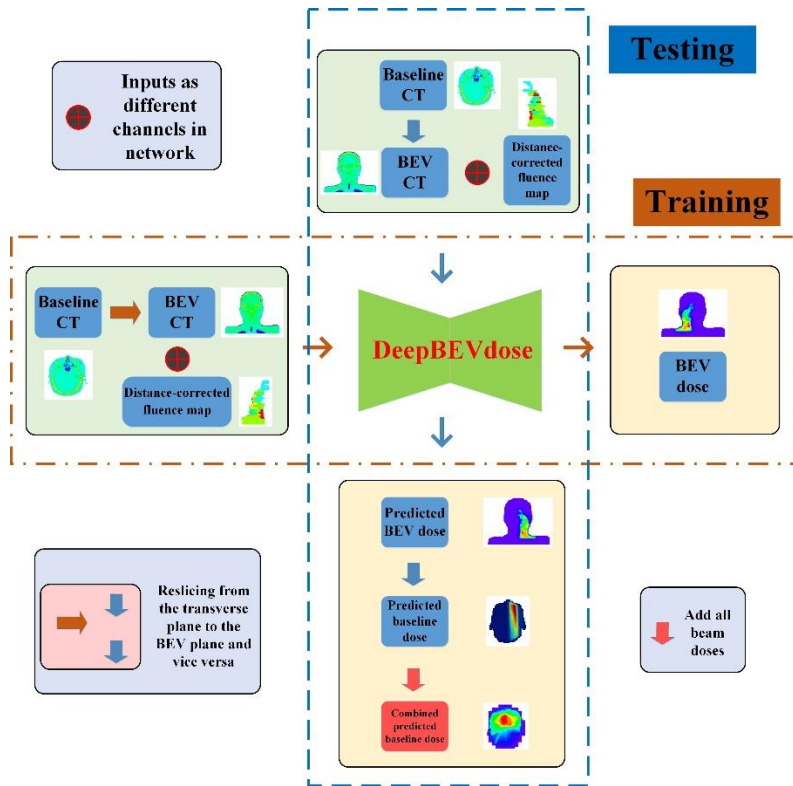 Testing
Inputs as
different
channels in
network
Baseline
CT
BEV
CT
Distance-
corrected
fluence map
Training
Baseline
CT
BEV
CT
Distance-corrected
fluence map
DeepBEVdose
BEV
dose
Predicted
BEV dose
Predicted
baseline
dose
Combined
predicted
baseline dose
Reslicing from
the transverse
plane to the
BEV plane and
vice versa
Add all
beam
doses